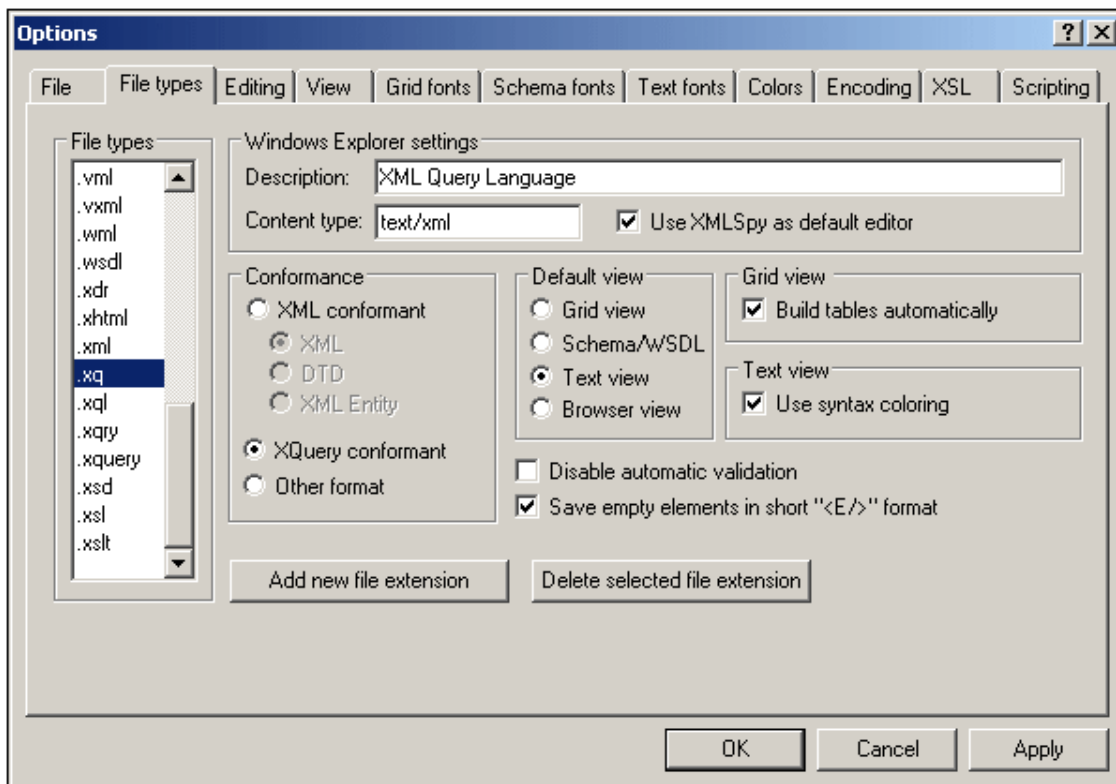 Options
File File types Editing View Grid fonts Schema fonts Text fonts Colors Encoding XSL Scripting
File types
.vml
.vxml
.wml
.wsdl
.xdr
.xhtml
.xml
.xq
.xql
.xqry
.xquery
.xsd
.xsl
.xslt
Windows Explorer settings
Description: XML Query Language
Content type: text/xml Use XMLSpy as default editor
Conformance
XML conformant
XML
DTD
XML Entity
XQuery conformant
Other format
Default view
Grid view
Schema/WSDL
Text view
Browser view
Grid view
Build tables automatically
Text view
Use syntax coloring
Disable automatic validation
Save empty elements in short "<E/>" format
Add new file extension Delete selected file extension
OK Cancel Apply